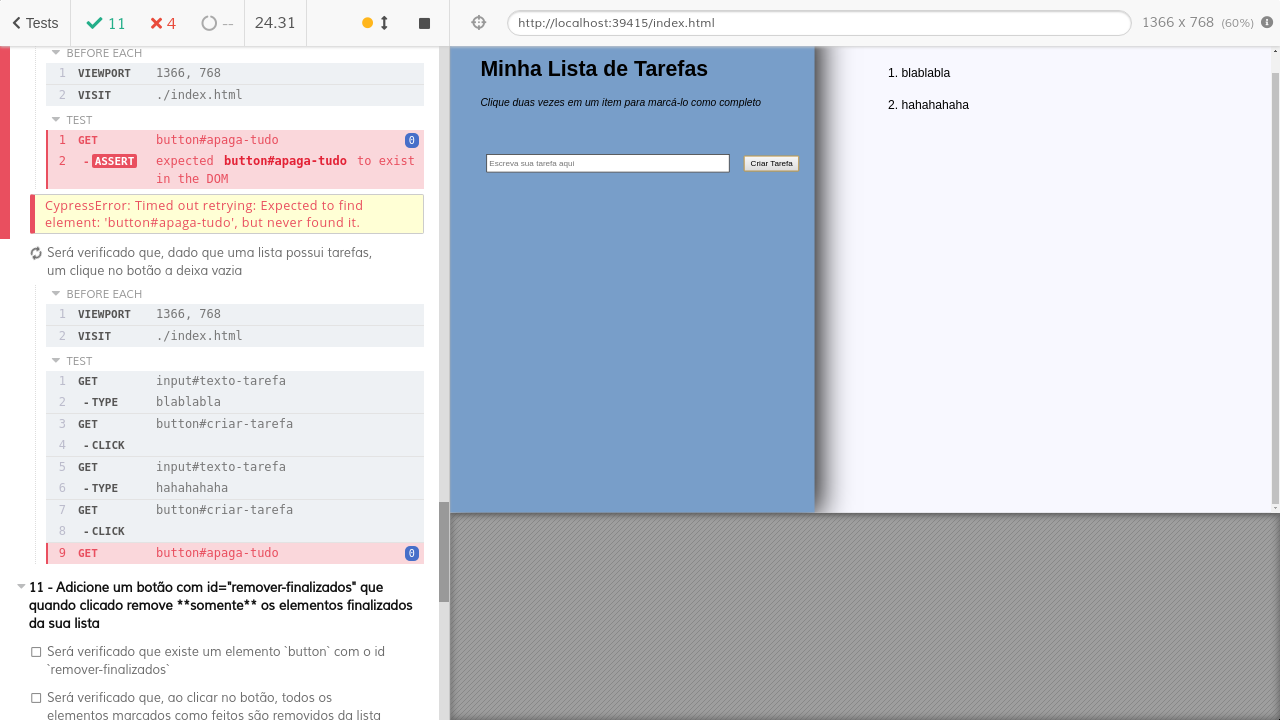 Tests 11 4 -- 24.31
http://localhost:39415/index.html 1366 x 768 (60%)
BEFORE EACH
1 VIEWPORT 1366, 768
2 VISIT ./index.html
TEST
1 GET button#apaga-tudo 0
2 -ASSERT expected button#apaga-tudo to exist
in the DOM
CypressError: Timed out retrying: Expected to find
element: 'button#apaga-tudo', but never found it.
Será verificado que, dado que uma lista possui tarefas,
um clique no botão a deixa vazia
BEFORE EACH
1 VIEWPORT 1366, 768
2 VISIT ./index.html
TEST
1 GET input#texto-tarefa
2 -TYPE blablabla
3 GET button#criar-tarefa
4 -CLICK
5 GET input#texto-tarefa
6 -TYPE hahahahaha
7 GET button#criar-tarefa
8 -CLICK
9 GET button#apaga-tudo 0
11 - Adicione um botão com id="remover-finalizados" que
quando clicado remove **somente** os elementos finalizados
da sua lista
Será verificado que existe um elemento `button` com o id
`remover-finalizados`
Será verificado que, ao clicar no botão, todos os
elementos marcados como feitos são removidos da lista
Minha Lista de Tarefas
Clique duas vezes em um item para marcá-lo como completo
Escreva sua tarefa aqui Criar Tarefa
1. blablabla
2. hahahahaha